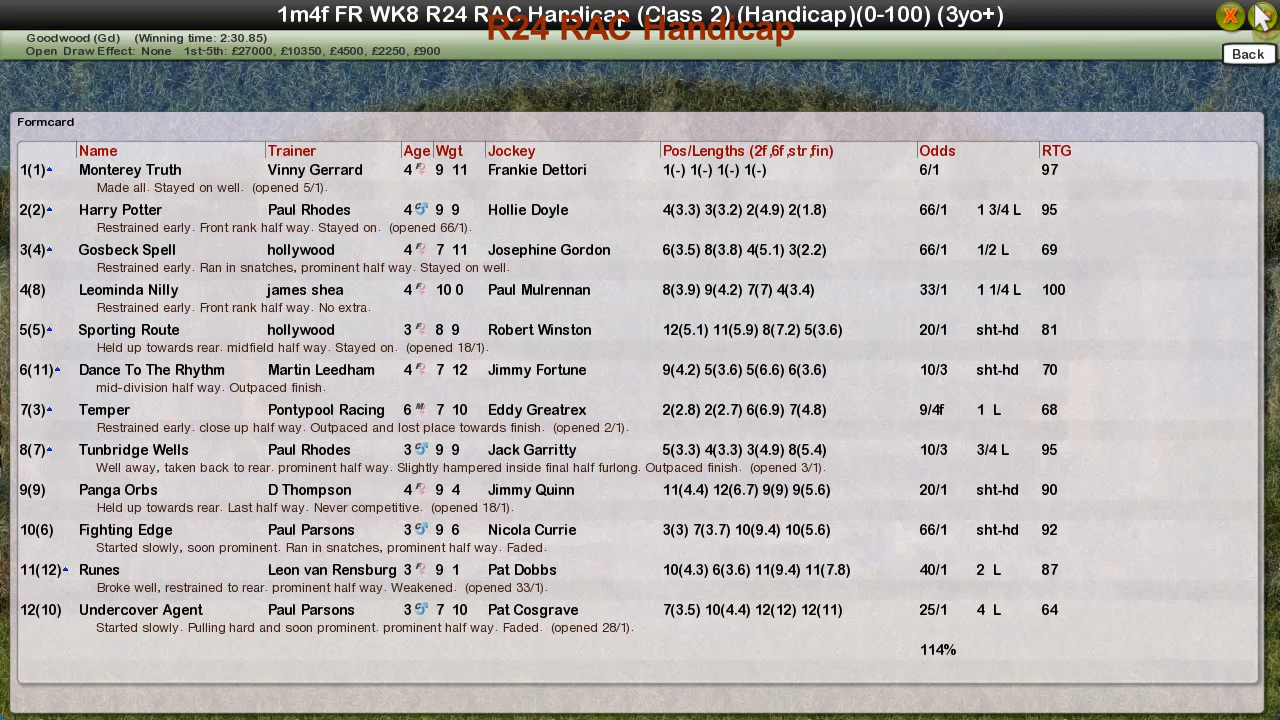 1m4f FR WK8 R24 RAC Handicap (Class 2) (Handicap)(0-100) (3yo+)
R24 RAC Handicap
Goodwood (Gd) (Winning time: 2:30.85)
Open Draw Effect: None 1st-5th: £27000, £10350, £4500, £2250, £900
X
Back
Formcard
Name Trainer Age Wgt Jockey Pos/Lengths (2f,6f,str,fin) Odds RTG
1(1) Monterey Truth Vinny Gerrard 4 9 11 Frankie Dettori 1(-) 1(-) 1(-) 1(-) 6/1 97
Made all. Stayed on well. (opened 5/1).
2(2) Harry Potter Paul Rhodes 4 9 9 Hollie Doyle 4(3.3) 3(3.2) 2(4.9) 2(1.8) 66/1 1 3/4 L 95
Restrained early. Front rank half way. Stayed on. (opened 66/1).
3(4) Gosbeck Spell hollywood 4 7 11 Josephine Gordon 6(3.5) 8(3.8) 4(5.1) 3(2.2) 66/1 1/2 L 69
Restrained early. Ran in snatches, prominent half way. Stayed on well.
4(8) Leominda Nilly james shea 4 10 0 Paul Mulrennan 8(3.9) 9(4.2) 7(7) 4(3.4) 33/1 1 1/4 L 100
Restrained early. Front rank half way. No extra.
5(5) Sporting Route hollywood 3 8 9 Robert Winston 12(5.1) 11(5.9) 8(7.2) 5(3.6) 20/1 sht-hd 81
Held up towards rear. midfield half way. Stayed on. (opened 18/1).
6(11) Dance To The Rhythm Martin Leedham 4 7 12 Jimmy Fortune 9(4.2) 5(3.6) 5(6.6) 6(3.6) 10/3 sht-hd 70
mid-division half way. Outpaced finish.
7(3) Temper Pontypool Racing 6 7 10 Eddy Greatrex 2(2.8) 2(2.7) 6(6.9) 7(4.8) 9/4f 1 L 68
Restrained early. close up half way. Outpaced and lost place towards finish. (opened 2/1).
8(7) Tunbridge Wells Paul Rhodes 3 9 9 Jack Garritty 5(3.3) 4(3.3) 3(4.9) 8(5.4) 10/3 3/4 L 95
Well away, taken back to rear. prominent half way. Slightly hampered inside final half furlong. Outpaced finish. (opened 3/1).
9(9) Panga Orbs D Thompson 4 9 4 Jimmy Quinn 11(4.4) 12(6.7) 9(9) 9(5.6) 20/1 sht-hd 90
Held up towards rear. Last half way. Never competitive. (opened 18/1).
10(6) Fighting Edge Paul Parsons 3 9 6 Nicola Currie 3(3) 7(3.7) 10(9.4) 10(5.6) 66/1 sht-hd 92
Started slowly, soon prominent. Ran in snatches, prominent half way. Faded.
11(12) Runes Leon van Rensburg 3 9 1 Pat Dobbs 10(4.3) 6(3.6) 11(9.4) 11(7.8) 40/1 2 L 87
Broke well, restrained to rear. prominent half way. Weakened. (opened 33/1).
12(10) Undercover Agent Paul Parsons 3 7 10 Pat Cosgrave 7(3.5) 10(4.4) 12(12) 12(11) 25/1 4 L 64
Started slowly. Pulling hard and soon prominent. prominent half way. Faded. (opened 28/1).
114%